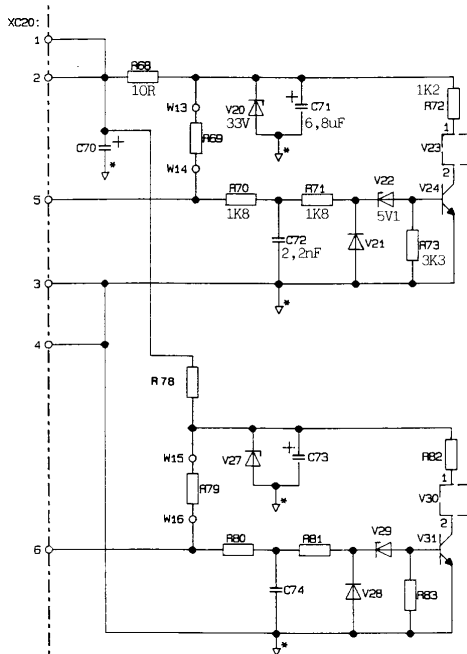 XC20:
1
2
R68
10R
W13
R69
W14
V20
33V
+
C71
6,8uF
1K2
R72
1
V23
2
C70
+
*
*
5
R70
1K8
R71
1K8
V22
5V1
V24
C72
2,2nF
V21
R73
3K3
3
*
4
R78
W15
R79
W16
V27
+
C73
*
R82
1
V30
2
6
R80
R81
V29
V31
C74
V28
R83
*